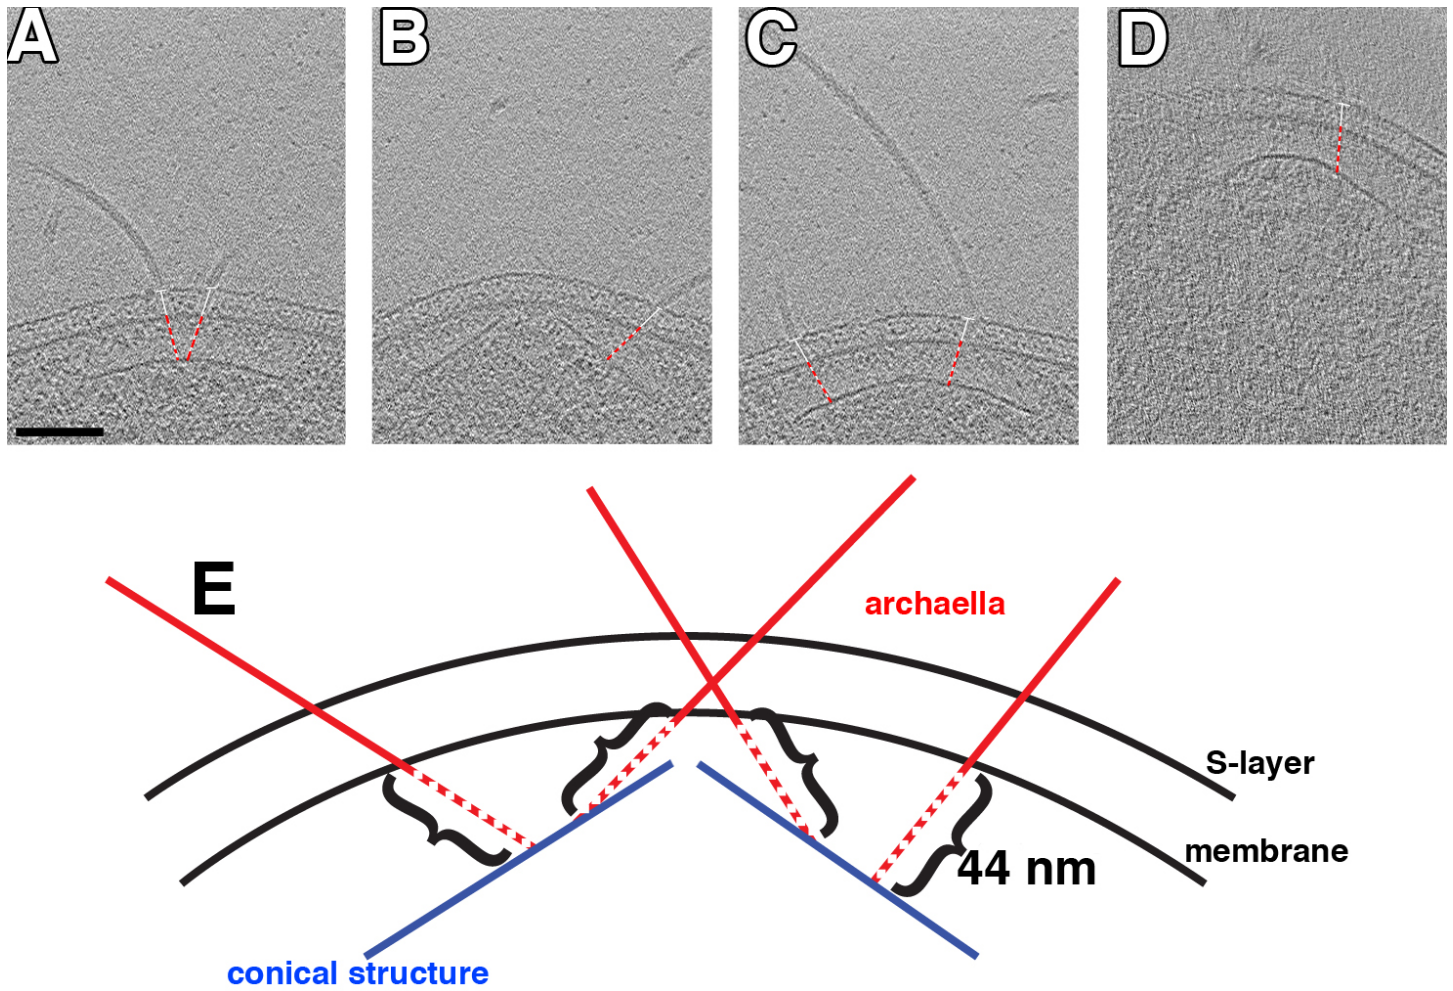 A
B
C
D
E
archaella
S-layer
membrane
44 nm
conical structure